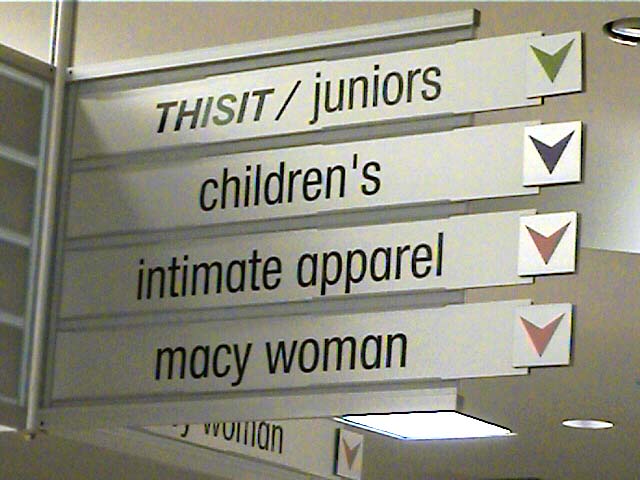 THISIT / juniors
children's
intimate apparel
macy woman
woman